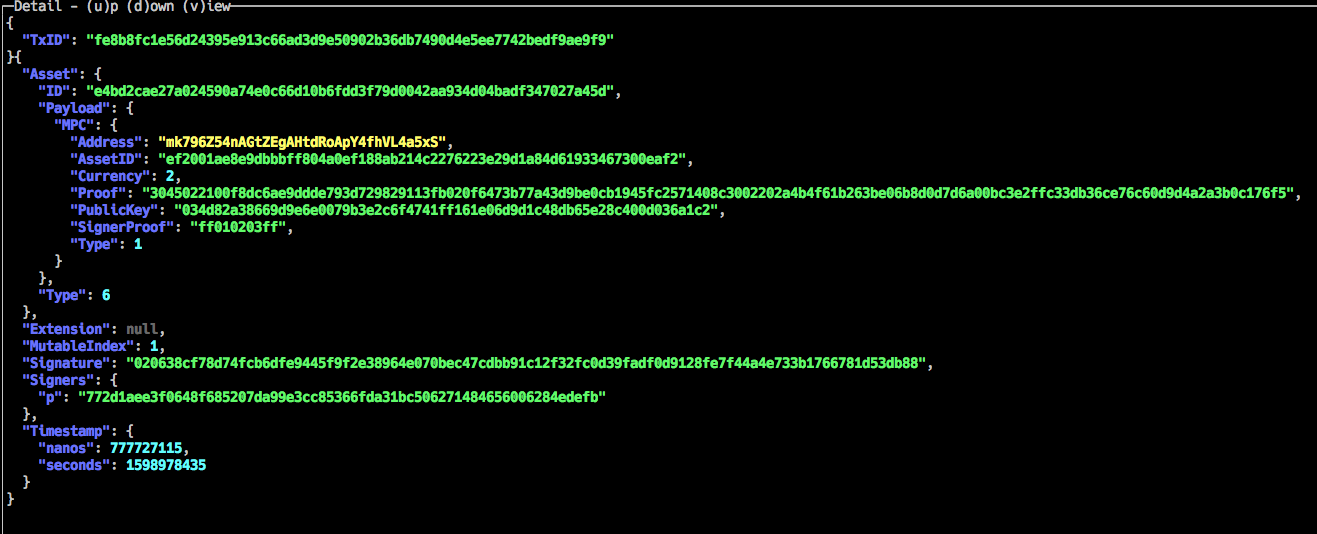 Detail - (u)p (d)own (v)iew
{
  "TxID": "fe8b8fc1e56d24395e913c66ad3d9e50902b36db7490d4e5ee7742bedf9ae9f9"
}{
  "Asset": {
    "ID": "e4bd2cae27a024590a74e0c66d10b6fdd3f79d0042aa934d04badf347027a45d",
    "Payload": {
      "MPC": {
        "Address": "mk796Z54nAGtZEgAHtdRoApY4fhVL4a5xS",
        "AssetID": "ef2001ae8e9dbbbff804a0ef188ab214c2276223e29d1a84d61933467300eaf2",
        "Currency": 2,
        "Proof": "3045022100f8dc6ae9ddde793d729829113fb020f6473b77a43d9be0cb1945fc2571408c3002202a4b4f61b263be06b8d0d7d6a00bc3e2ffc33db36ce76c60d9d4a2a3b0c176f5",
        "PublicKey": "034d82a38669d9e6e0079b3e2c6f4741ff161e06d9d1c48db65e28c400d036a1c2",
        "SignerProof": "ff010203ff",
        "Type": 1
      }
    },
    "Type": 6
  },
  "Extension": null,
  "MutableIndex": 1,
  "Signature": "020638cf78d74fcb6dfe9445f9f2e38964e070bec47cdbb91c12f32fc0d39fadf0d9128fe7f44a4e733b1766781d53db88",
  "Signers": {
    "p": "772d1aee3f0648f685207da99e3cc85366fda31bc506271484656006284edefb"
  },
  "Timestamp": {
    "nanos": 777727115,
    "seconds": 1598978435
  }
}